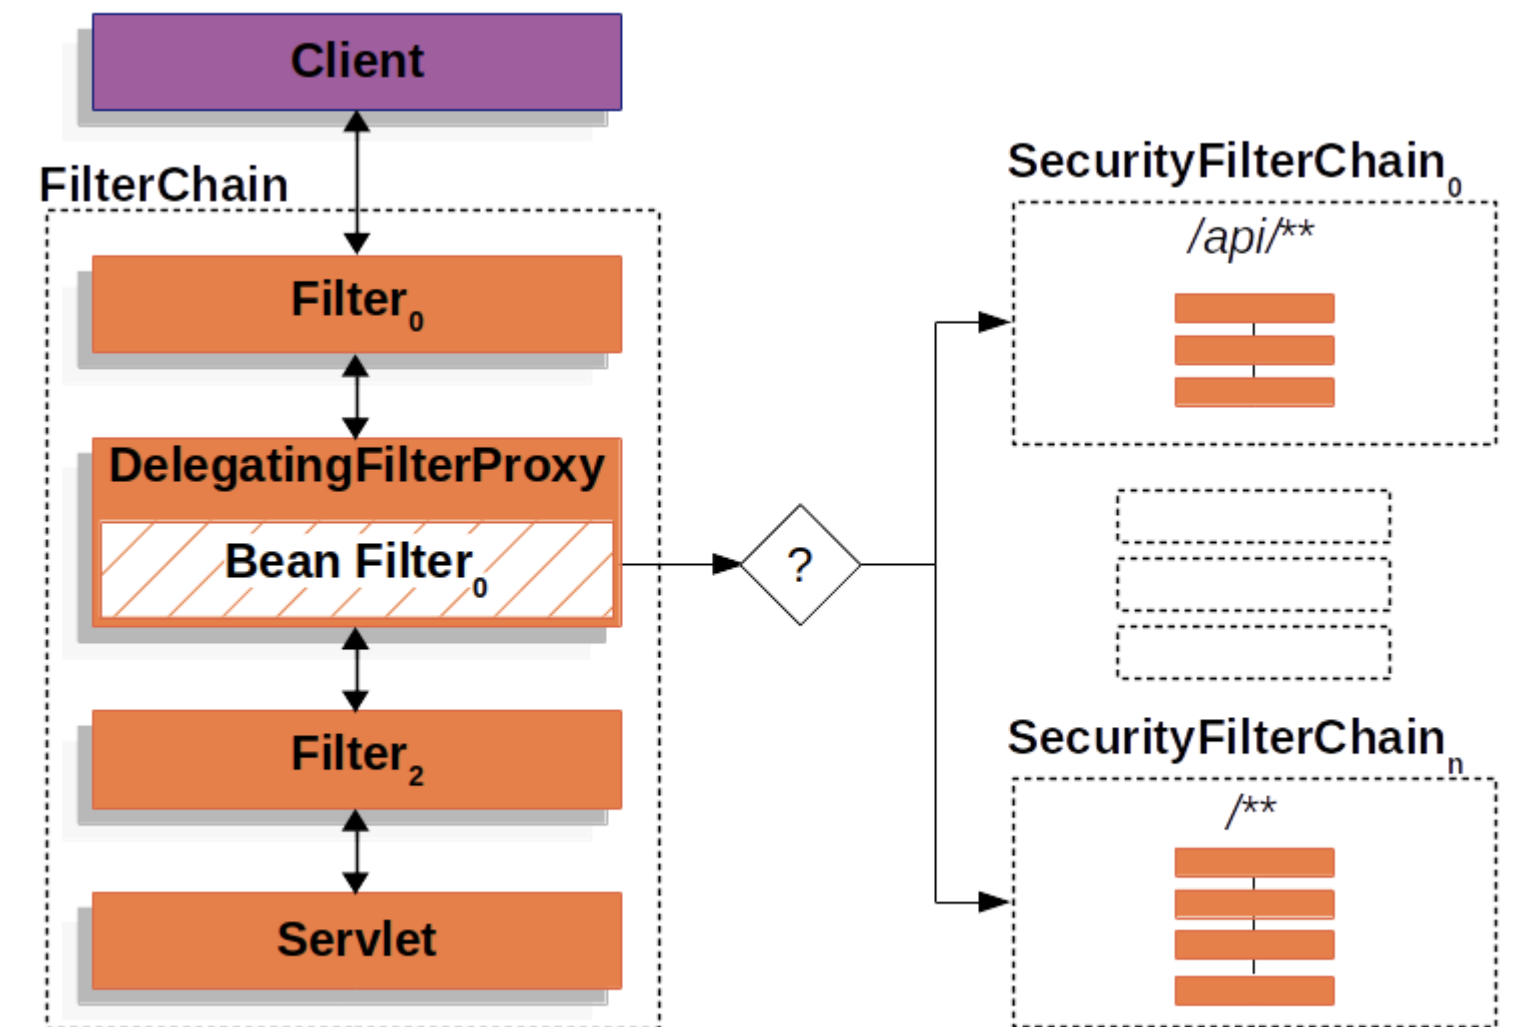 Client
FilterChain
Filter0
DelegatingFilterProxy
Bean Filter0
Filter2
Servlet
?
SecurityFilterChain0
/api/**
SecurityFilterChainn
/**